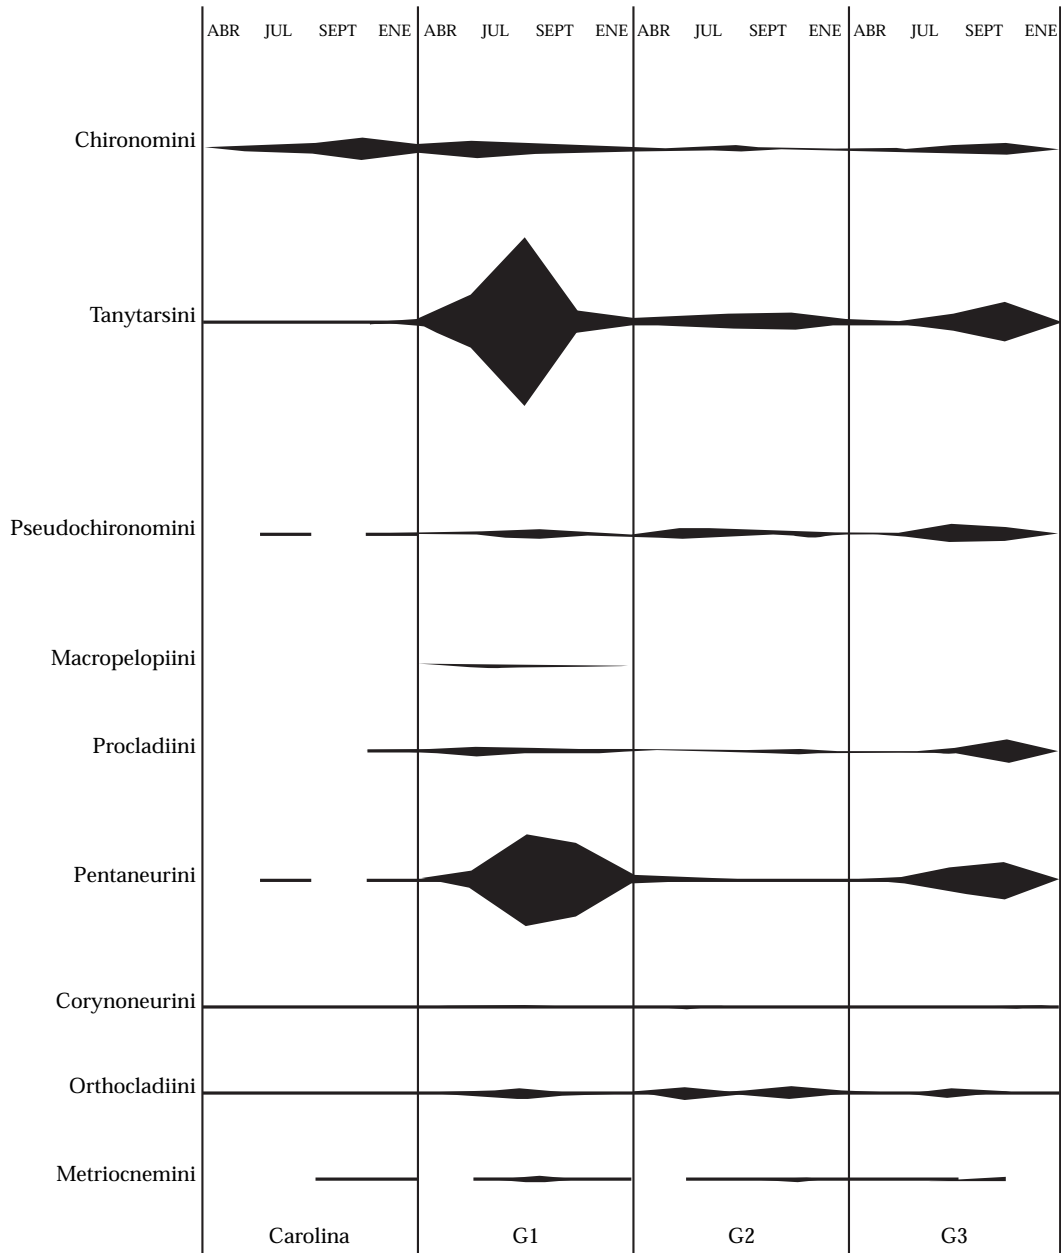 ABR JUL SEPT ENE ABR JUL SEPT ENE ABR JUL SEPT ENE ABR JUL SEPT ENE
Chironomini
Tanytarsini
Pseudochironomini
Macropelopiini
Procladiini
Pentaneurini
Corynoneurini
Orthocladiini
Metriocnemini
Carolina G1 G2 G3